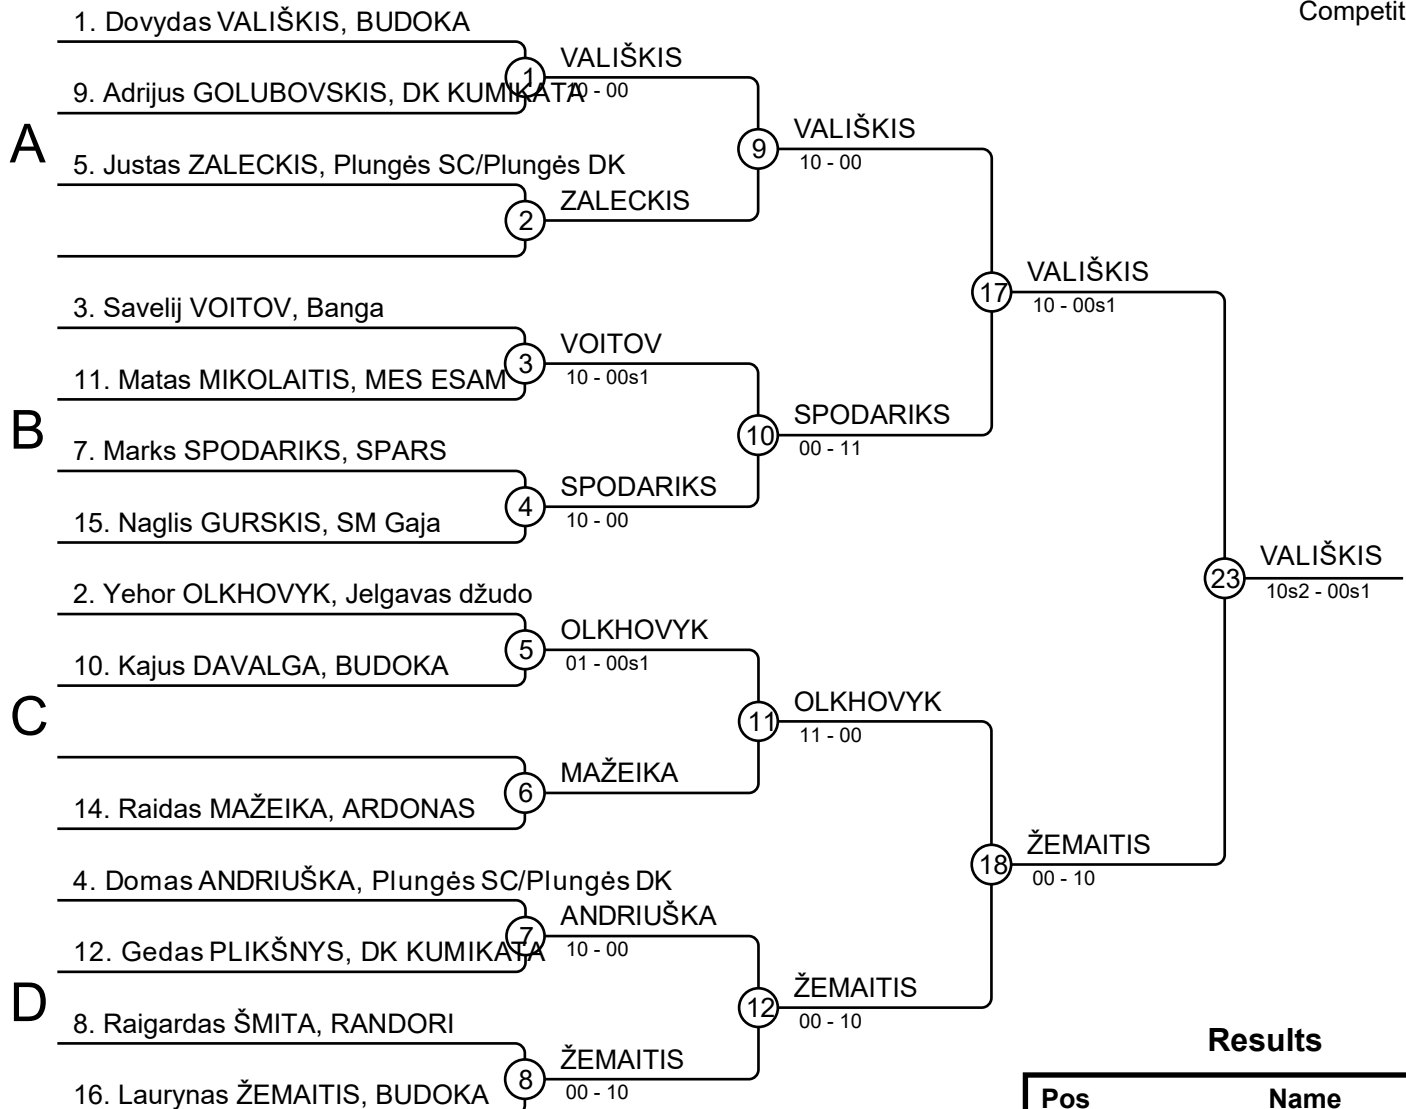 Competit
1. Dovydas VALIŠKIS, BUDOKA
VALIŠKIS
1
10 - 00
9. Adrijus GOLUBOVSKIS, DK KUMIKATA
A
VALIŠKIS
9
10 - 00
5. Justas ZALECKIS, Plungės SC/Plungės DK
ZALECKIS
2
VALIŠKIS
17
10 - 00s1
3. Savelij VOITOV, Banga
VOITOV
3
10 - 00s1
11. Matas MIKOLAITIS, MES ESAM
B
SPODARIKS
10
00 - 11
7. Marks SPODARIKS, SPARS
SPODARIKS
4
10 - 00
15. Naglis GURSKIS, SM Gaja
VALIŠKIS
23
10s2 - 00s1
2. Yehor OLKHOVYK, Jelgavas džudo
OLKHOVYK
5
01 - 00s1
10. Kajus DAVALGA, BUDOKA
C
OLKHOVYK
11
11 - 00
MAŽEIKA
6
14. Raidas MAŽEIKA, ARDONAS
ŽEMAITIS
18
00 - 10
4. Domas ANDRIUŠKA, Plungės SC/Plungės DK
ANDRIUŠKA
7
10 - 00
12. Gedas PLIKŠNYS, DK KUMIKATA
D
ŽEMAITIS
12
00 - 10
8. Raigardas ŠMITA, RANDORI
ŽEMAITIS
8
00 - 10
16. Laurynas ŽEMAITIS, BUDOKA
Results
Pos Name